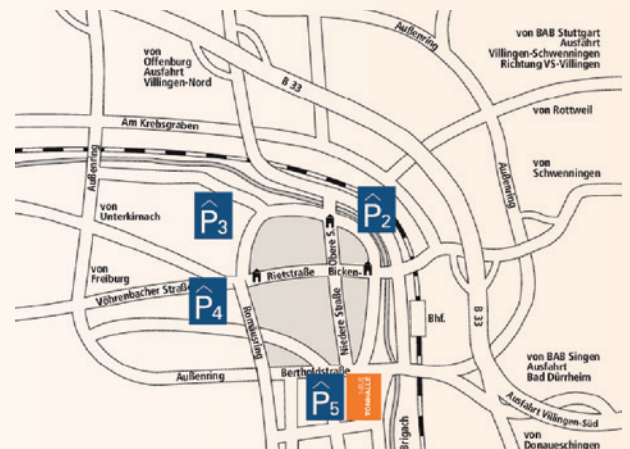 von BAB Stuttgart
Ausfahrt
Villingen-Schwenningen
Richtung VS-Villingen
Außenring
von
Offenburg
Ausfahrt
Villingen-Nord
B 33
von Rottweil
Am Krebsgraben
Außenring
Außenring
von
Schwenningen
P3
P2
von
Unterkirnach
Obere S.
von
Freiburg
Rietstraße
Bicken-
Vöhrenbacher Straße
P4
Romäusring
Niedere Straße
Bhf.
B 33
Bertholdstraße
Außenring
von BAB Singen
Ausfahrt
Bad Dürrheim
P5
NEUE
TONHALLE
Ausfahrt Villingen-Süd
Brigach
von
Donaueschingen